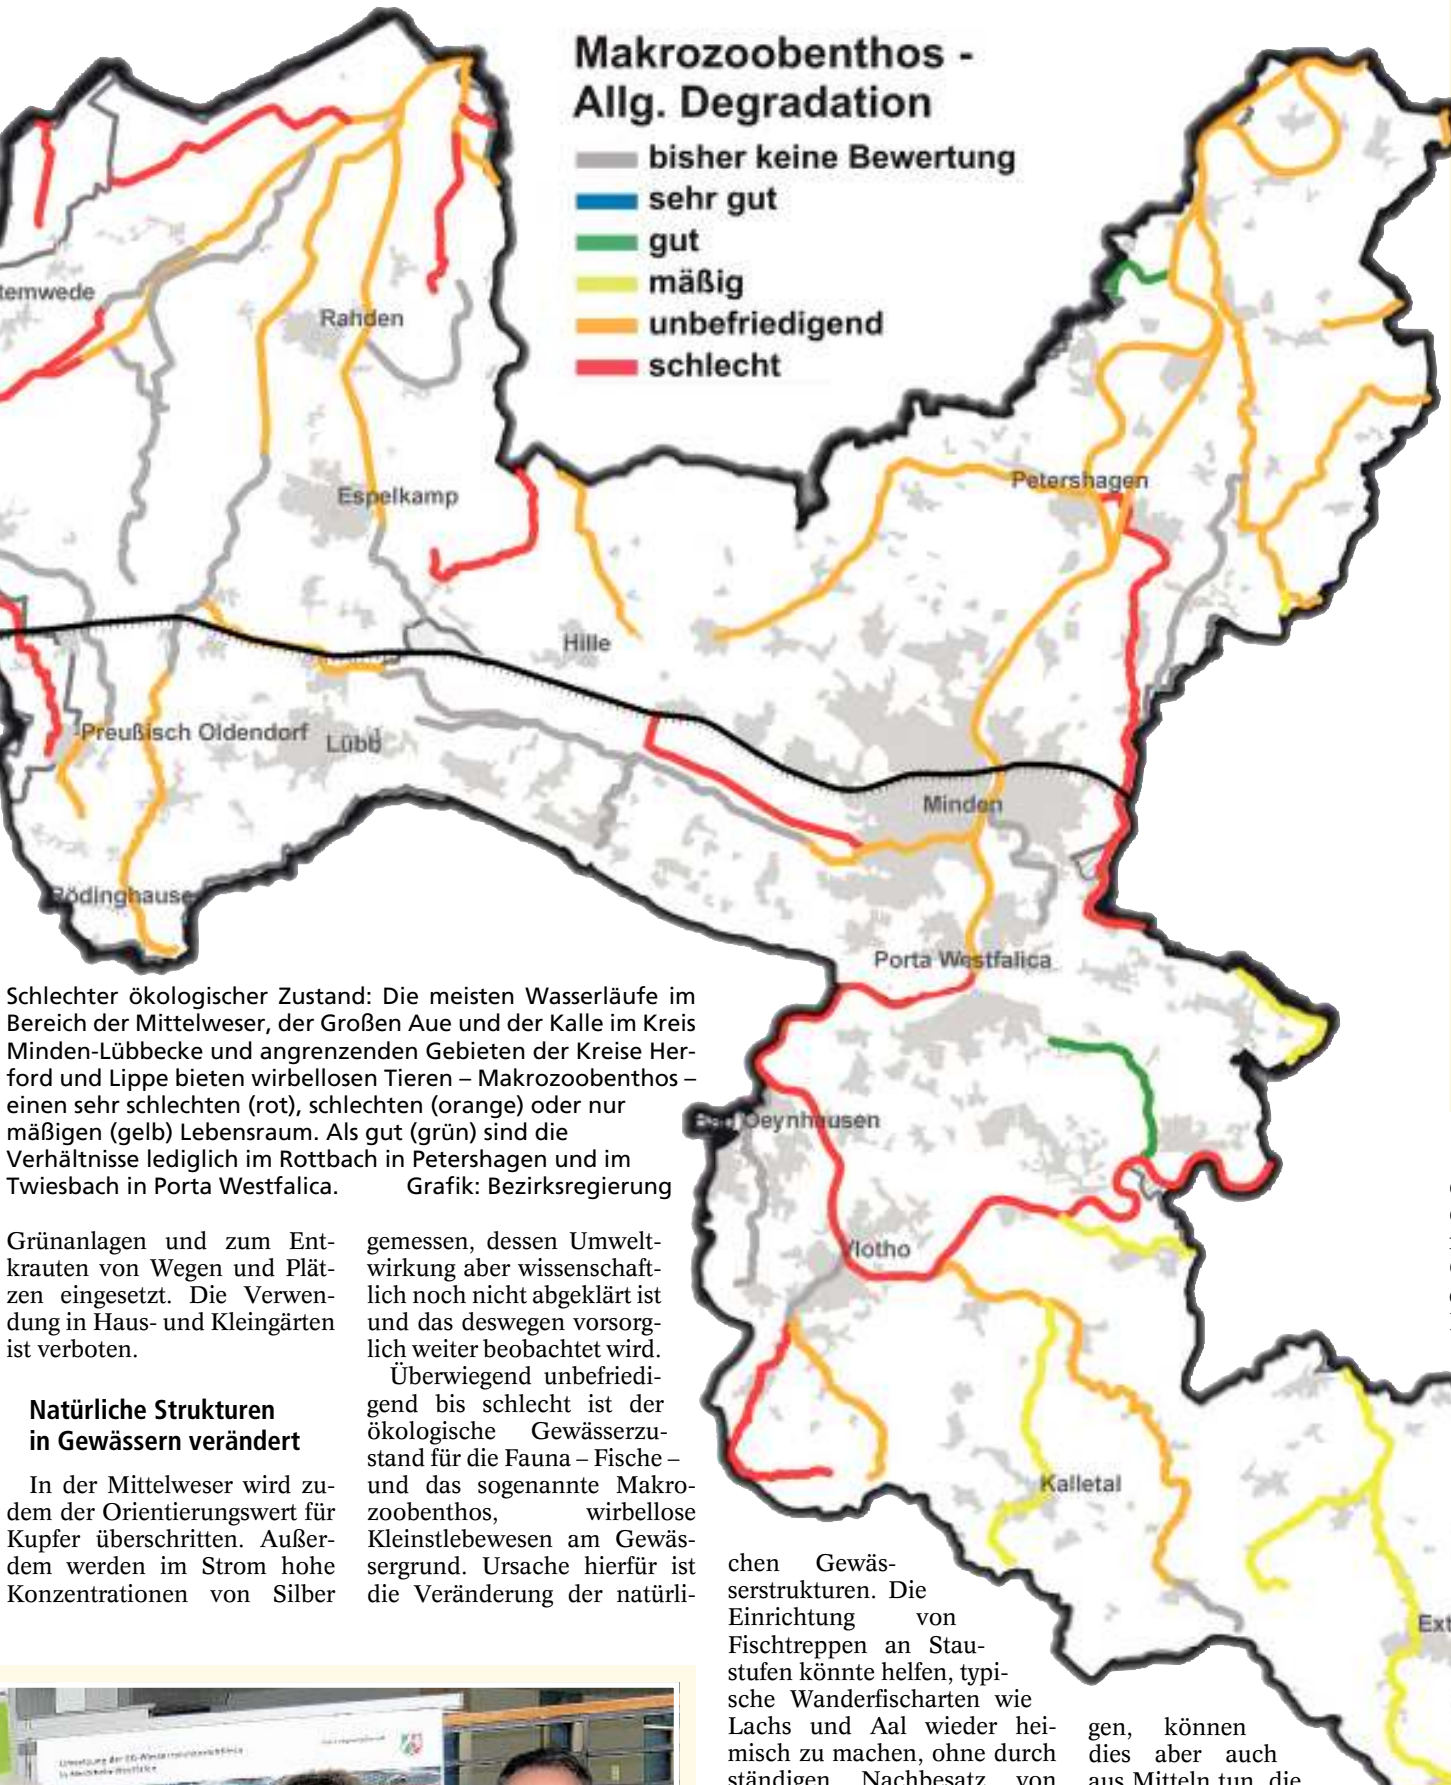 Makrozoobenthos -
Allg. Degradation
bisher keine Bewertung
sehr gut
gut
mäßig
unbefriedigend
schlecht
temwede
Rahden
Espelkamp
Petershagen
Hille
Preußisch Oldendorf
Lübb
Minden
Rödinghause
Porta Westfalica
Bad Oeynhausen
Vlotho
Kalletal
Ext
Schlechter ökologischer Zustand: Die meisten Wasserläufe im
Bereich der Mittelweser, der Großen Aue und der Kalle im Kreis
Minden-Lübbecke und angrenzenden Gebieten der Kreise Her-
ford und Lippe bieten wirbellosen Tieren – Makrozoobenthos –
einen sehr schlechten (rot), schlechten (orange) oder nur
mäßigen (gelb) Lebensraum. Als gut (grün) sind die
Verhältnisse lediglich im Rottbach in Petershagen und im
Twiesbach in Porta Westfalica. Grafik: Bezirksregierung
Grünanlagen und zum Ent-
krauten von Wegen und Plät-
zen eingesetzt. Die Verwen-
dung in Haus- und Kleingärten
ist verboten.
Natürliche Strukturen
in Gewässern verändert
In der Mittelweser wird zu-
dem der Orientierungswert für
Kupfer überschritten. Außer-
dem werden im Strom hohe
Konzentrationen von Silber
gemessen, dessen Umwelt-
wirkung aber wissenschaft-
lich noch nicht abgeklärt ist
und das deswegen vorsorg-
lich weiter beobachtet wird.
Überwiegend unbefriedi-
gend bis schlecht ist der
ökologische Gewässerzu-
stand für die Fauna – Fische –
und das sogenannte Makro-
zoobenthos, wirbellose
Kleinstlebewesen am Gewäs-
sergrund. Ursache hierfür ist
die Veränderung der natürli-
chen Gewäs-
serstrukturen. Die
Einrichtung von
Fischtreppen an Stau-
stufen könnte helfen, typi-
sche Wanderfischarten wie
Lachs und Aal wieder hei-
misch zu machen, ohne durch
ständigen Nachbesatz von
gen, können
dies aber auch
aus Mitteln tun, die